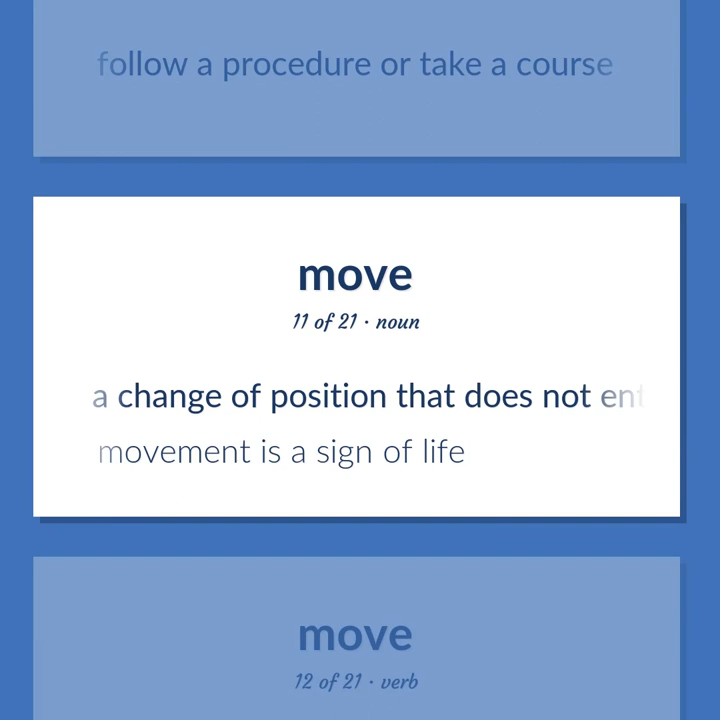 follow a procedure or take a course
move
11 of 21 · noun
a change of position that does not
movement is a sign of life
move
12 of 21 · verb